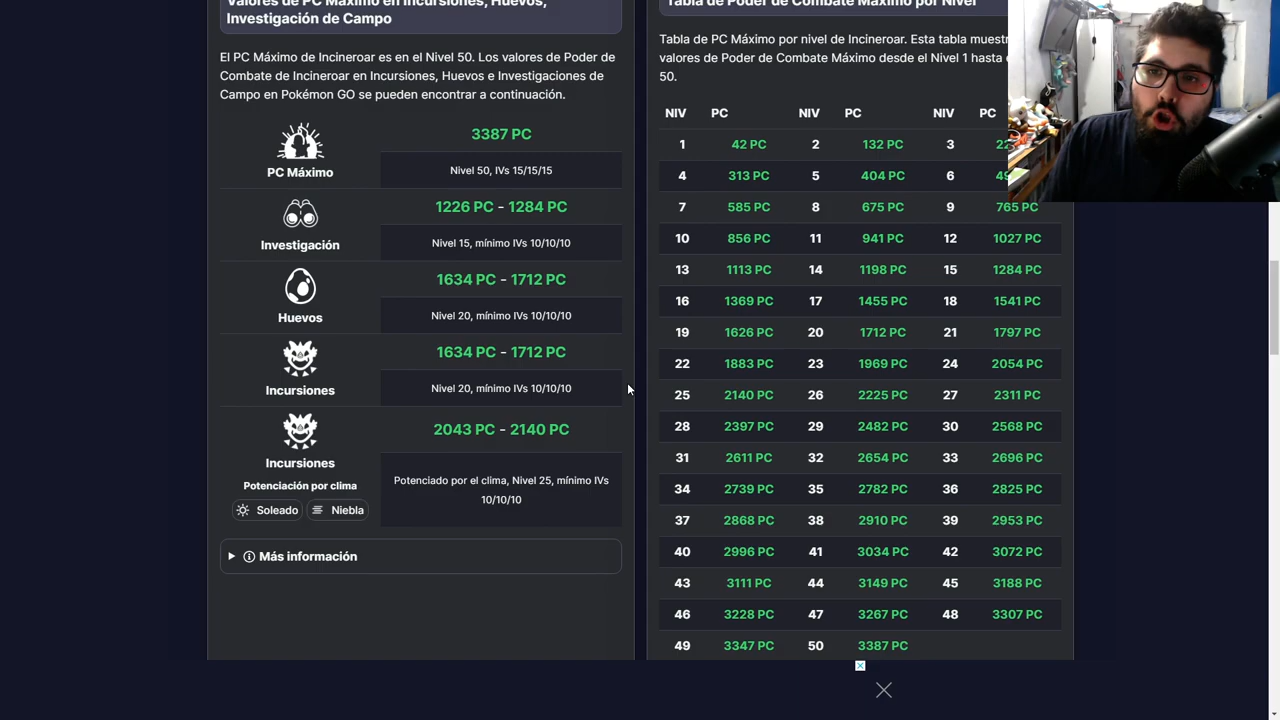 Valores de PC Máximo en Incursiones, Huevos,
Investigación de Campo
El PC Máximo de Incineroar es en el Nivel 50. Los valores de Poder de
Combate de Incineroar en Incursiones, Huevos e Investigaciones de
Campo en Pokémon GO se pueden encontrar a continuación.
PC Máximo
3387 PC
Nivel 50, IVs 15/15/15
Investigación
1226 PC - 1284 PC
Nivel 15, mínimo IVs 10/10/10
Huevos
1634 PC - 1712 PC
Nivel 20, mínimo IVs 10/10/10
Incursiones
1634 PC - 1712 PC
Nivel 20, mínimo IVs 10/10/10
Incursiones
Potenciación por clima
Soleado Niebla
2043 PC - 2140 PC
Potenciado por el clima, Nivel 25, mínimo IVs
10/10/10
Más información
Tabla de Poder de Combate Máximo por Nivel
Tabla de PC Máximo por nivel de Incineroar. Esta tabla
valores de Poder de Combate Máximo desde el Nivel 1
50.
NIV PC NIV PC NIV PC
1 42 PC 2 132 PC 3
4 313 PC 5 404 PC 6
7 585 PC 8 675 PC 9 765 PC
10 856 PC 11 941 PC 12 1027 PC
13 1113 PC 14 1198 PC 15 1284 PC
16 1369 PC 17 1455 PC 18 1541 PC
19 1626 PC 20 1712 PC 21 1797 PC
22 1883 PC 23 1969 PC 24 2054 PC
25 2140 PC 26 2225 PC 27 2311 PC
28 2397 PC 29 2482 PC 30 2568 PC
31 2611 PC 32 2654 PC 33 2696 PC
34 2739 PC 35 2782 PC 36 2825 PC
37 2868 PC 38 2910 PC 39 2953 PC
40 2996 PC 41 3034 PC 42 3072 PC
43 3111 PC 44 3149 PC 45 3188 PC
46 3228 PC 47 3267 PC 48 3307 PC
49 3347 PC 50 3387 PC